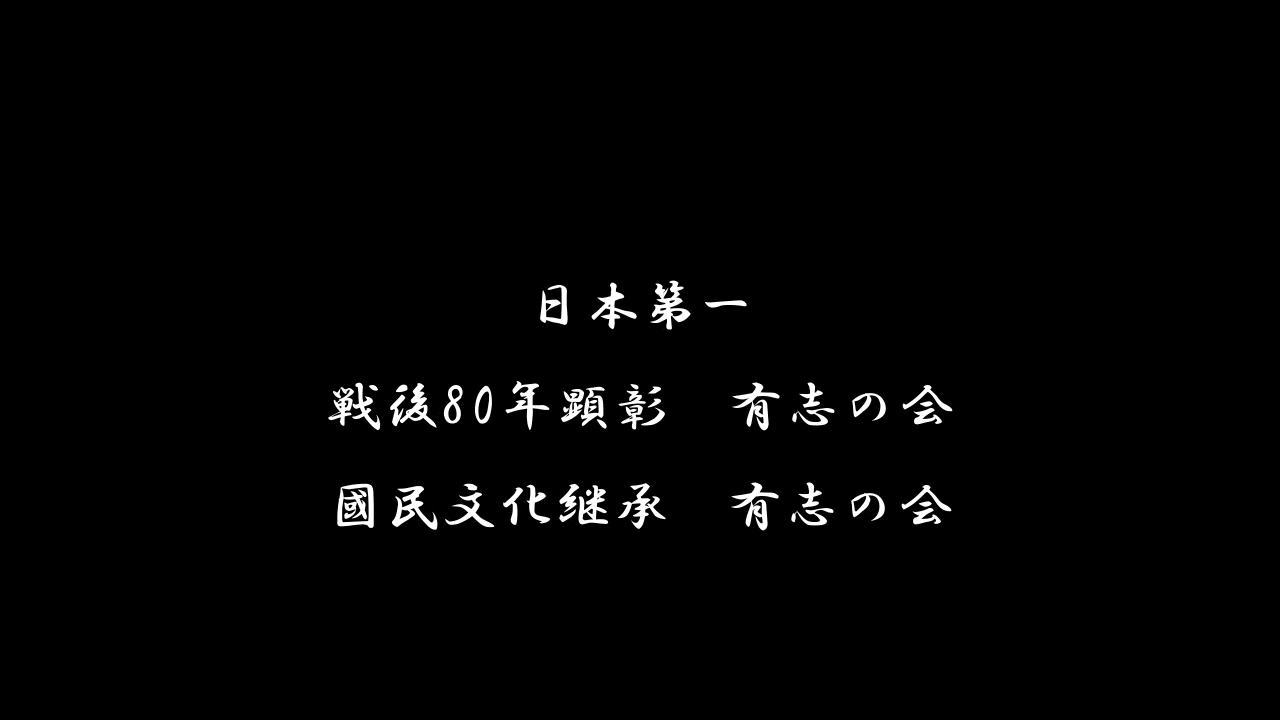 日本第一
戦後80年顕彰　有志の会
國民文化継承　有志の会